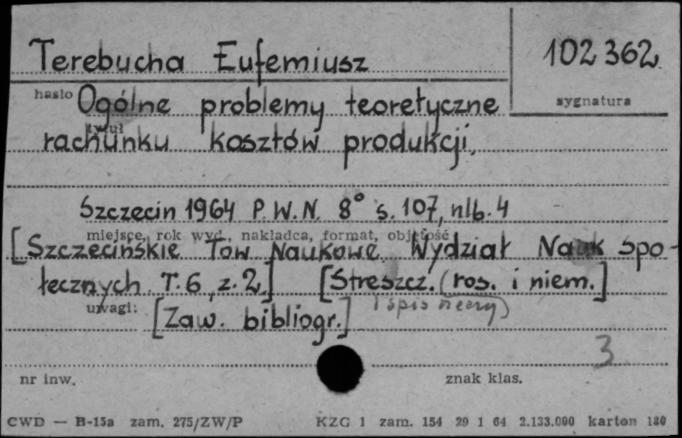 Terebucha Eufemiusz
102 362
hasło
sygnatura
Ogólne problemy teoretyczne
tytuł
rachunku kosztów produkcji,
Szczecin 1964 P.W.N. 8° s. 107, nlb. 4
miejsce, rok wyd., nakładca, format, objętość
[Szczecińskie Tow. Naukowe. Wydział Nauk Spo-
łecznych T. 6, z. 2.] [Streszcz. (ros. i niem.]
uwagi:
i spis rzeczy)
[Zaw. bibliogr.]
3
nr inw.
znak klas.
CWD — B-15a zam. 275/ZW/P
KZG 1 zam. 154 29 1 64 2.133.000 karton 180